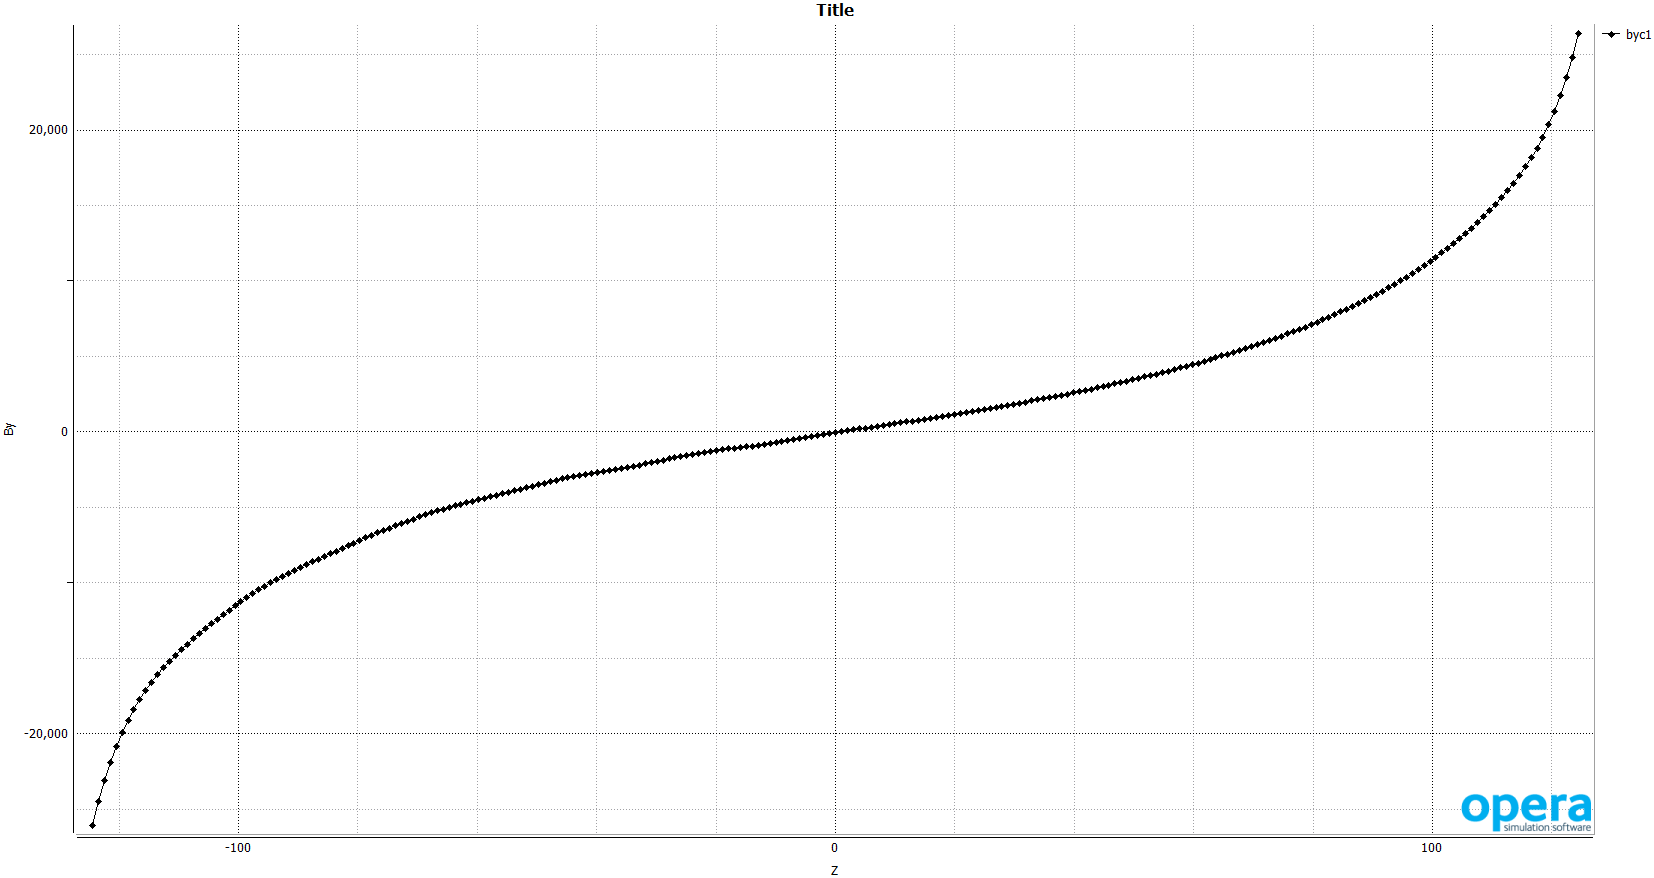 Title
byc1
20,000
0
-20,000
By
-100
0
100
Z
opera
simulation software